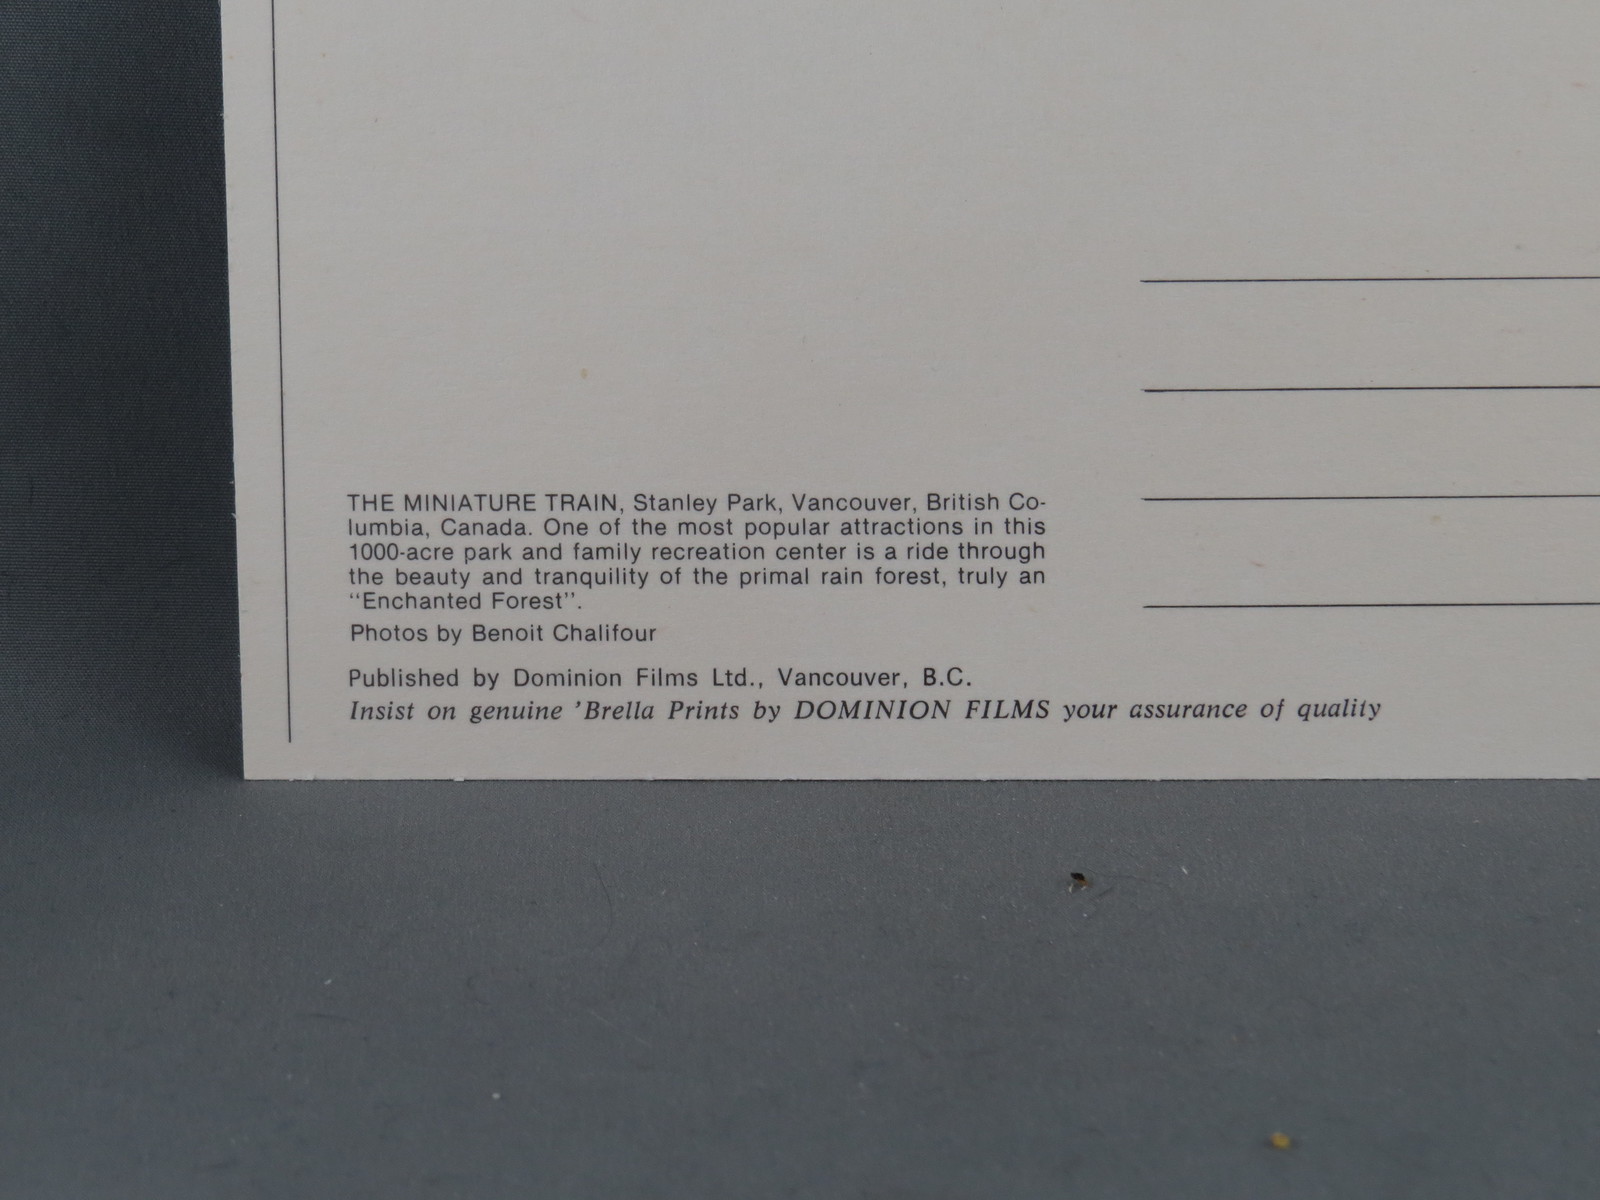 THE MINIATURE TRAIN, Stanley Park, Vancouver, British Co-
lumbia, Canada. One of the most popular attractions in this
1000-acre park and family recreation center is a ride through
the beauty and tranquility of the primal rain forest, truly an
“Enchanted Forest”.
Photos by Benoit Chalifour
Published by Dominion Films Ltd., Vancouver, B.C.
Insist on genuine ’Brella Prints by DOMINION FILMS your assurance of quality